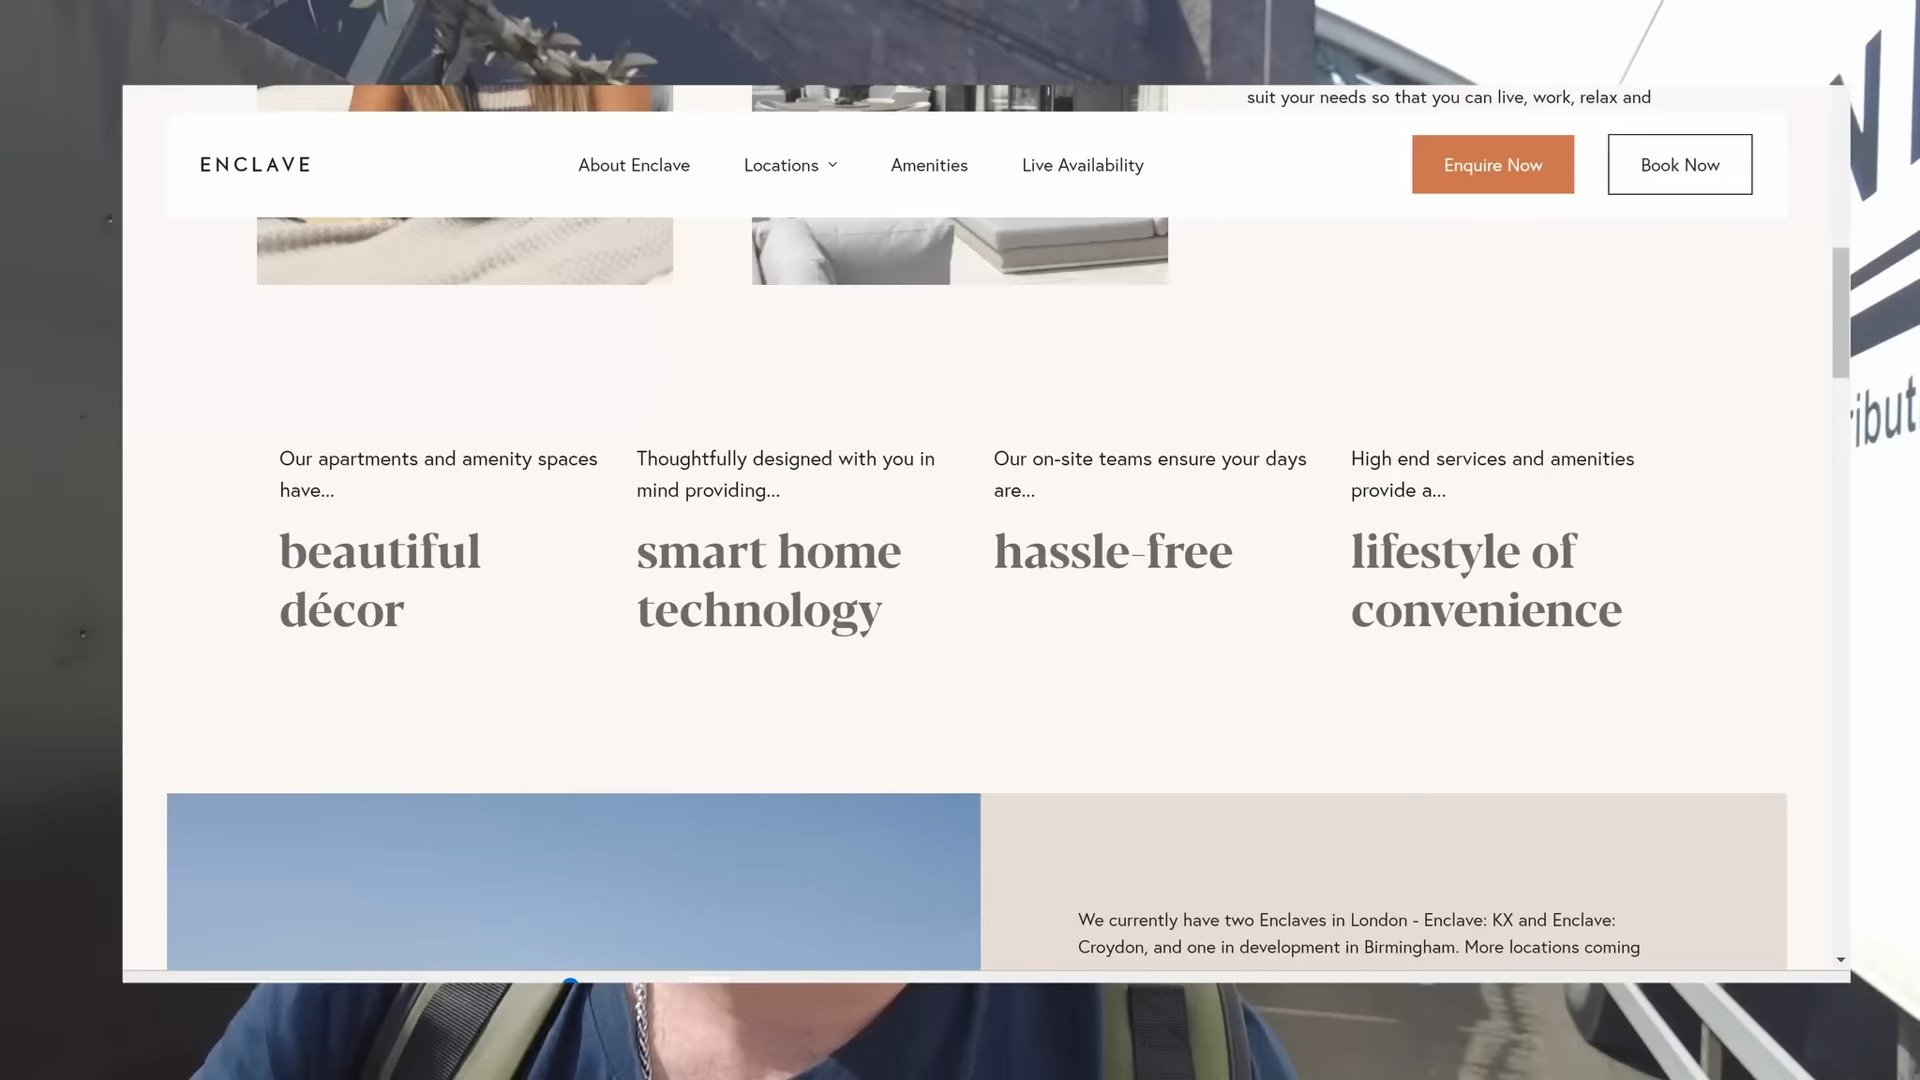 suit your needs so that you can live, work, relax and
ENCLAVE
About Enclave
Locations
Amenities
Live Availability
Enquire Now
Book Now
Our apartments and amenity spaces
have...
beautiful
décor
Thoughtfully designed with you in
mind providing...
smart home
technology
Our on-site teams ensure your days
are...
hassle-free
High end services and amenities
provide a...
lifestyle of
convenience
We currently have two Enclaves in London - Enclave: KX and Enclave:
Croydon, and one in development in Birmingham. More locations coming